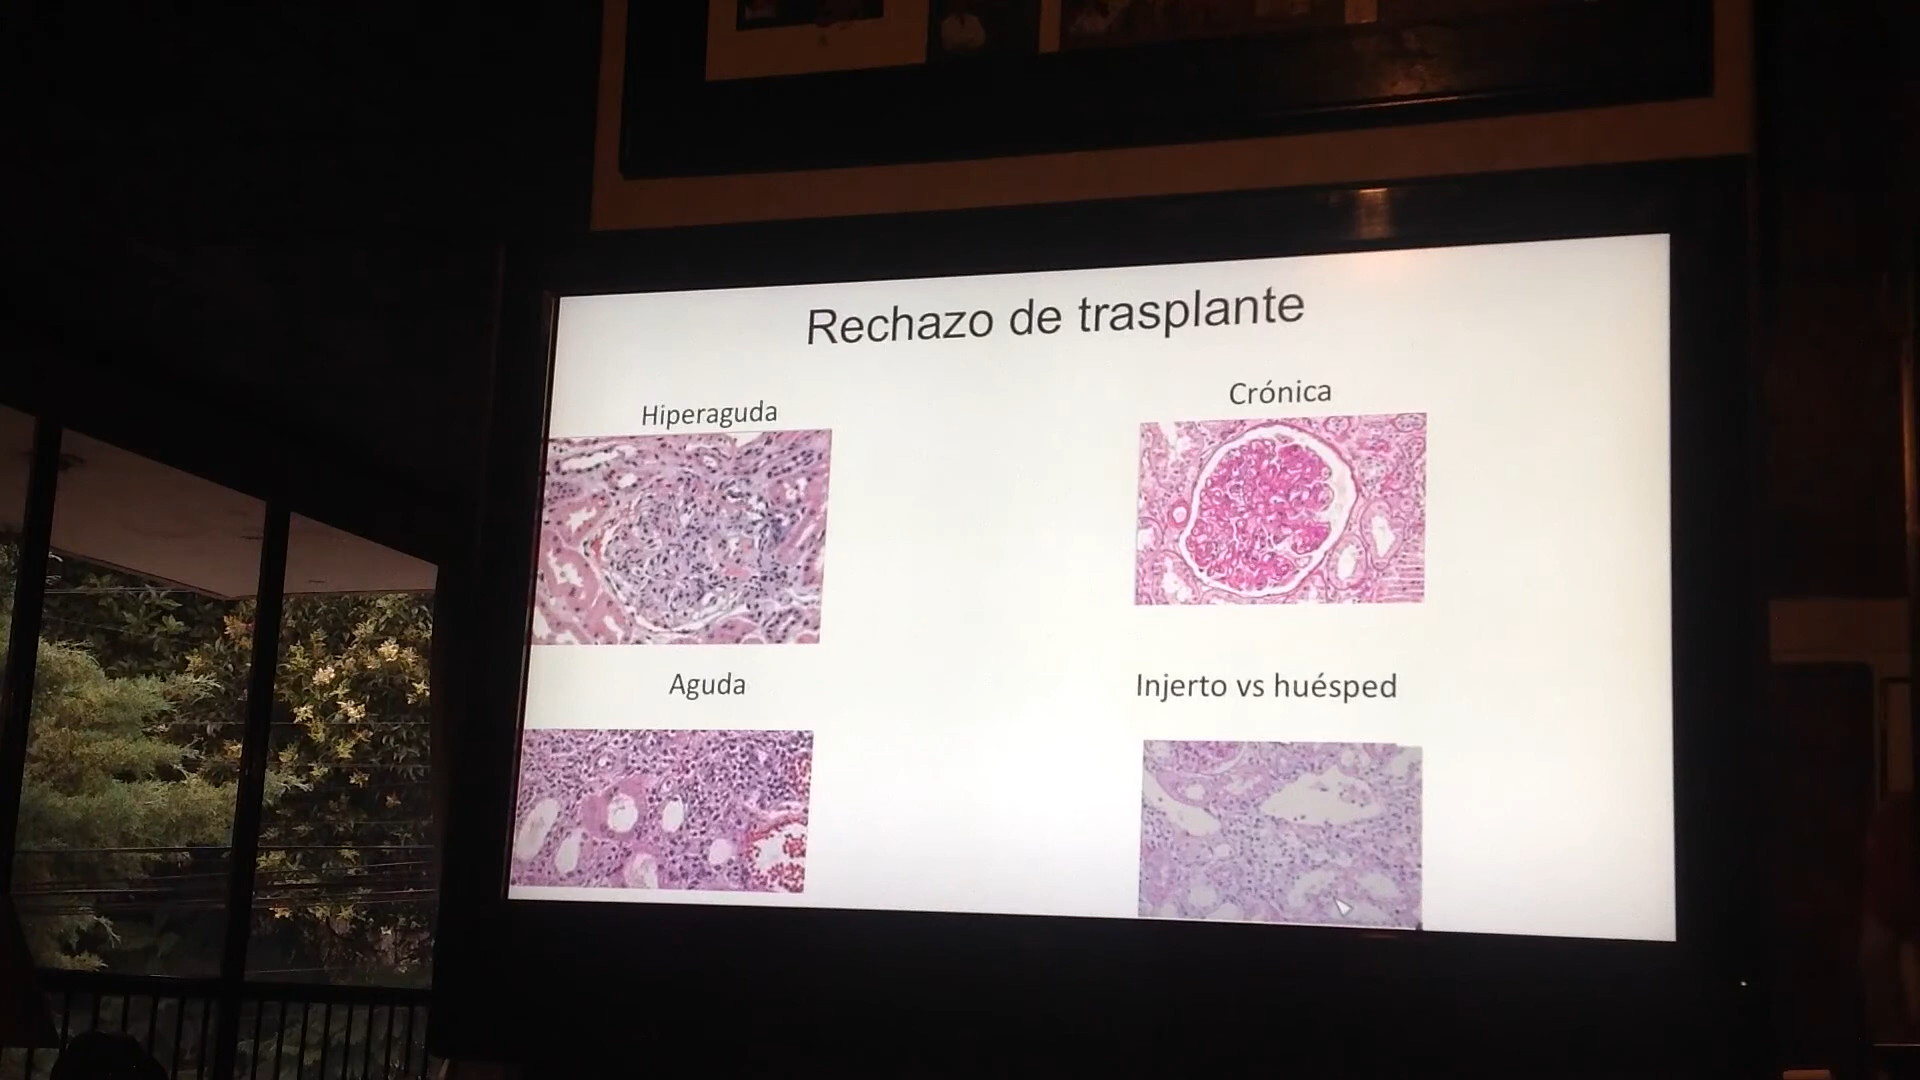 Rechazo de trasplante
Hiperaguda
Crónica
Aguda
Injerto vs huésped